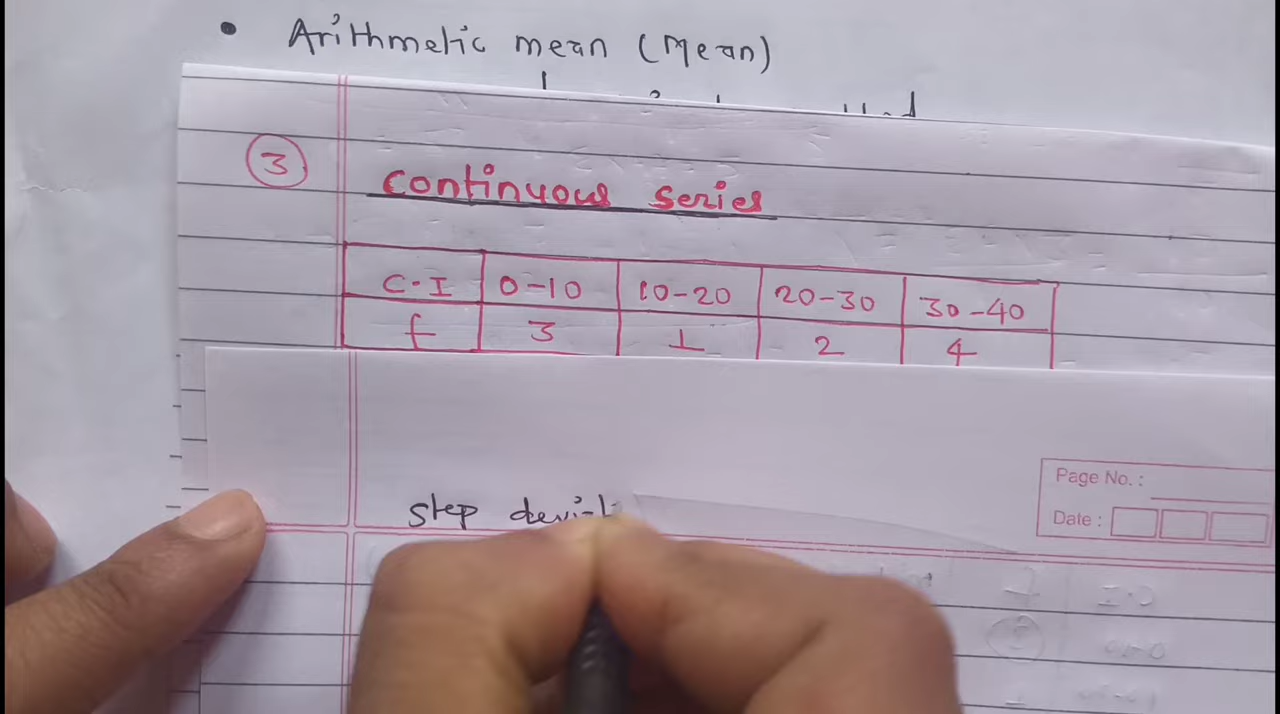 • Arithmetic mean (Mean)
3 Continuous series
C.I 0-10 10-20 20-30 30-40
f 3 1 2 4
Page No. :
step
Date :